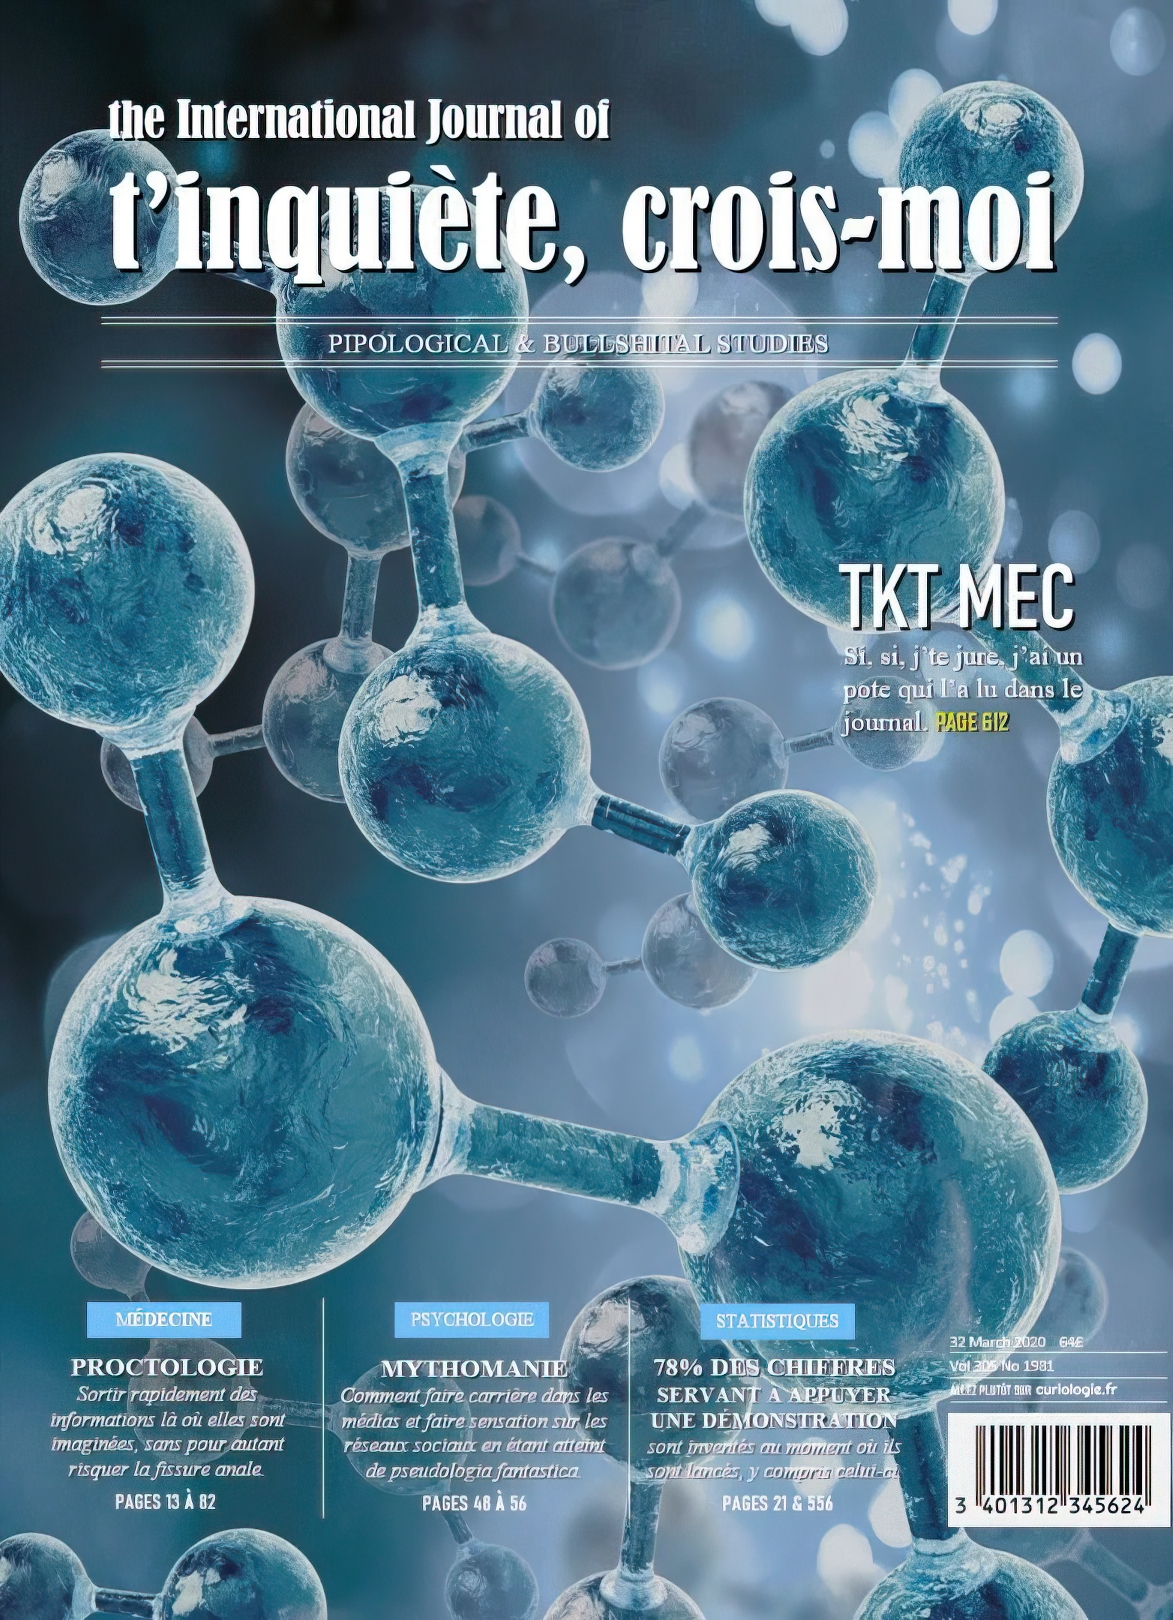 the International Journal of
t'inquiète, crois-moi
PIPOLOGICAL & BULLSHITAL STUDIES
TKT MEC
Si, si, j'te jure, j'ai un
pote qui l'a lu dans le
journal. PAGE 612
MÉDECINE
PROCTOLOGIE
Sortir rapidement des
informations là où elles sont
imaginées, sans pour autant
risquer la fissure anale.
PAGES 13 À 82
PSYCHOLOGIE
MYTHOMANIE
Comment faire carrière dans les
médias et faire sensation sur les
réseaux sociaux en étant atteint
de pseudologia fantastica.
PAGES 48 À 56
STATISTIQUES
78% DES CHIFFRES
SERVANT À APPUYER
UNE DÉMONSTRATION
sont inventés au moment où ils
sont lancés, y compris celui-ci
PAGES 21 & 556
32 March 2020 64£
Vol 305 No 1981
ALLEZ PLUTÔT SUR curiologie.fr
3 401312 345624